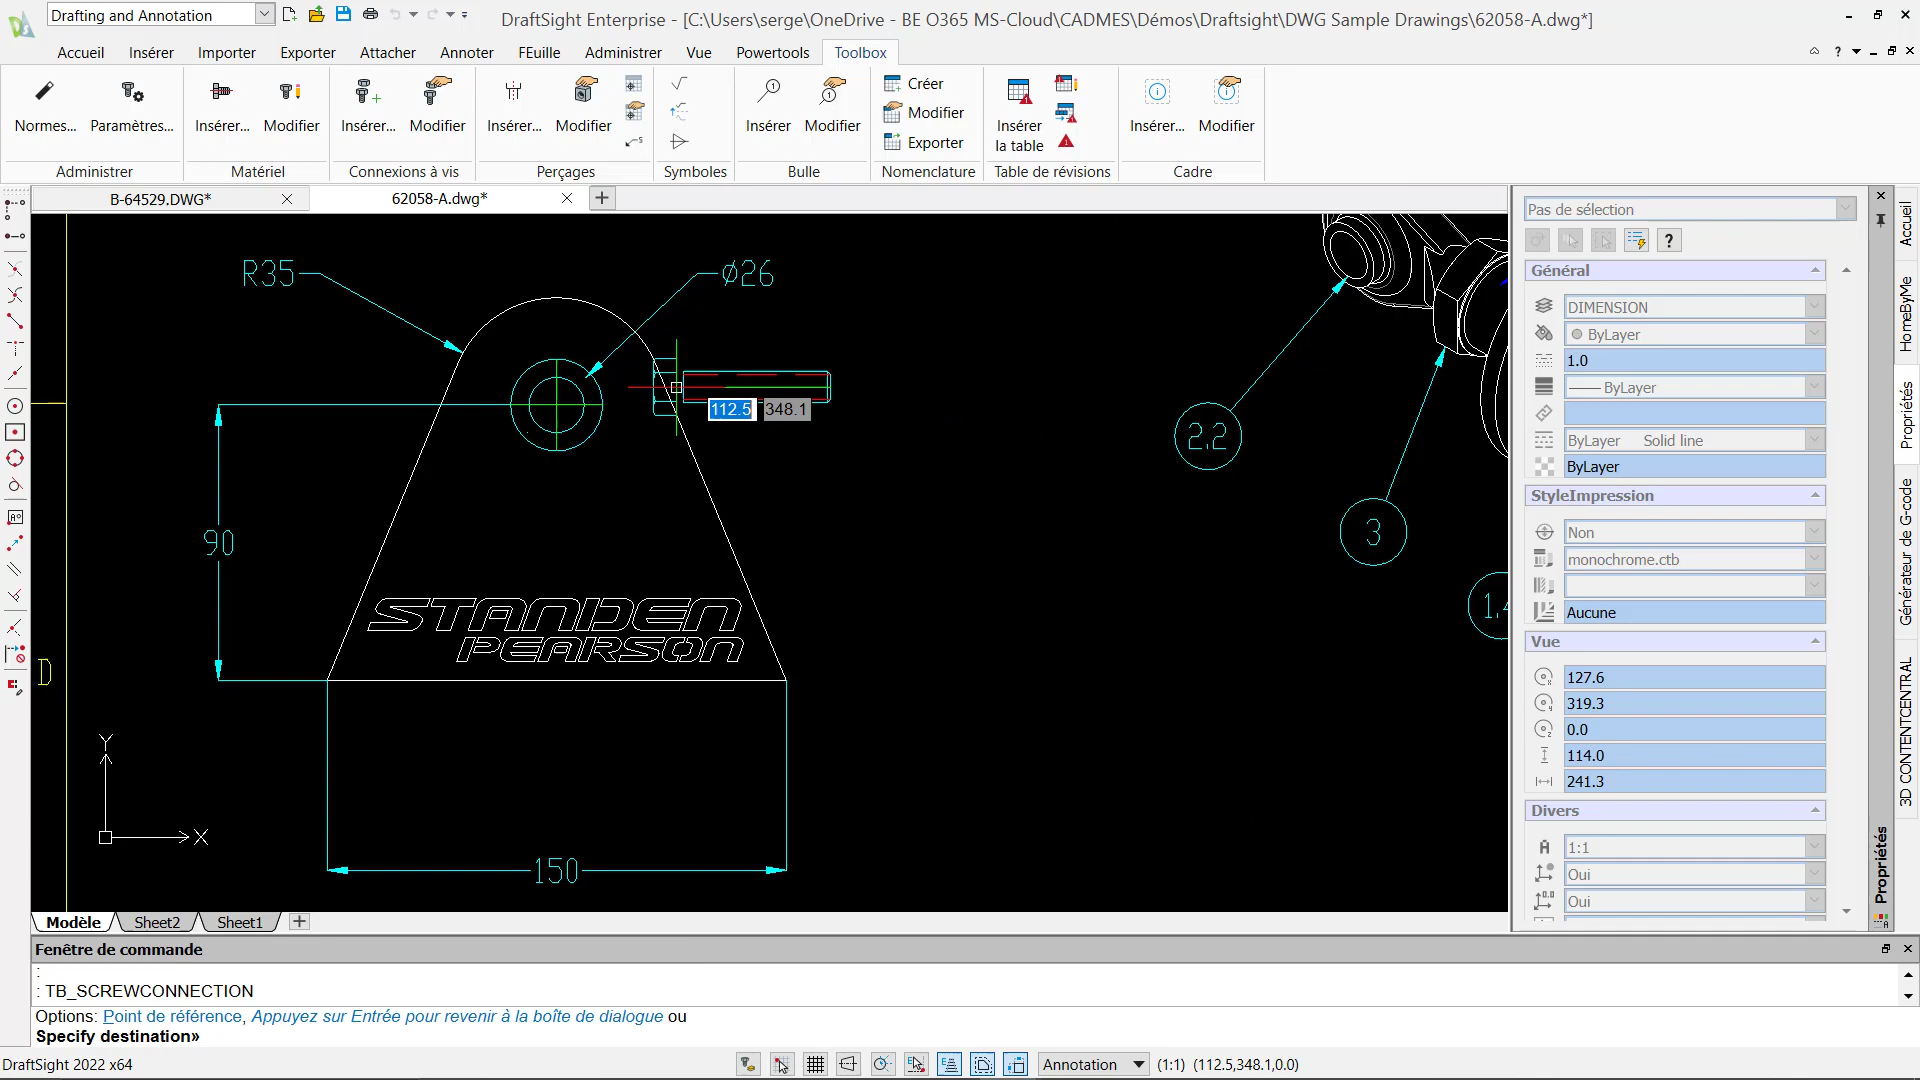 Drafting and Annotation
DraftSight Enterprise - [C:\Users\serge\OneDrive - BE O365 MS-Cloud\CADMES\Démos\Draftsight\DWG Sample Drawings\62058-A.dwg*]
Accueil Insérer Importer Exporter Attacher Annoter FEuille Administrer Vue Powertools Toolbox
Normes... Paramètres... Insérer... Modifier Insérer... Modifier Insérer... Modifier Insérer Modifier
Créer
Modifier
Exporter
Insérer
la table
Insérer... Modifier
Administrer Matériel Connexions à vis Perçages Symboles Bulle Nomenclature Table de révisions Cadre
B-64529.DWG* 62058-A.dwg*
R35
Ø26
112.5 348.1
90
STANDEN
PEARSON
150
D
Y
X
2.2
3
Pas de sélection
Général
DIMENSION
ByLayer
1.0
ByLayer
ByLayer Solid line
ByLayer
StyleImpression
Non
monochrome.ctb
Aucune
Vue
127.6
319.3
0.0
114.0
241.3
Divers
1:1
Oui
Oui
Accueil
HomeByMe
Propriétés
Générateur de G-code
3D CONTENTCENTRAL
Propriétés
Modèle Sheet2 Sheet1
Fenêtre de commande
:
: TB_SCREWCONNECTION
Options: Point de référence, Appuyez sur Entrée pour revenir à la boîte de dialogue ou
Specify destination»
DraftSight 2022 x64
Annotation (1:1) (112.5,348.1,0.0)